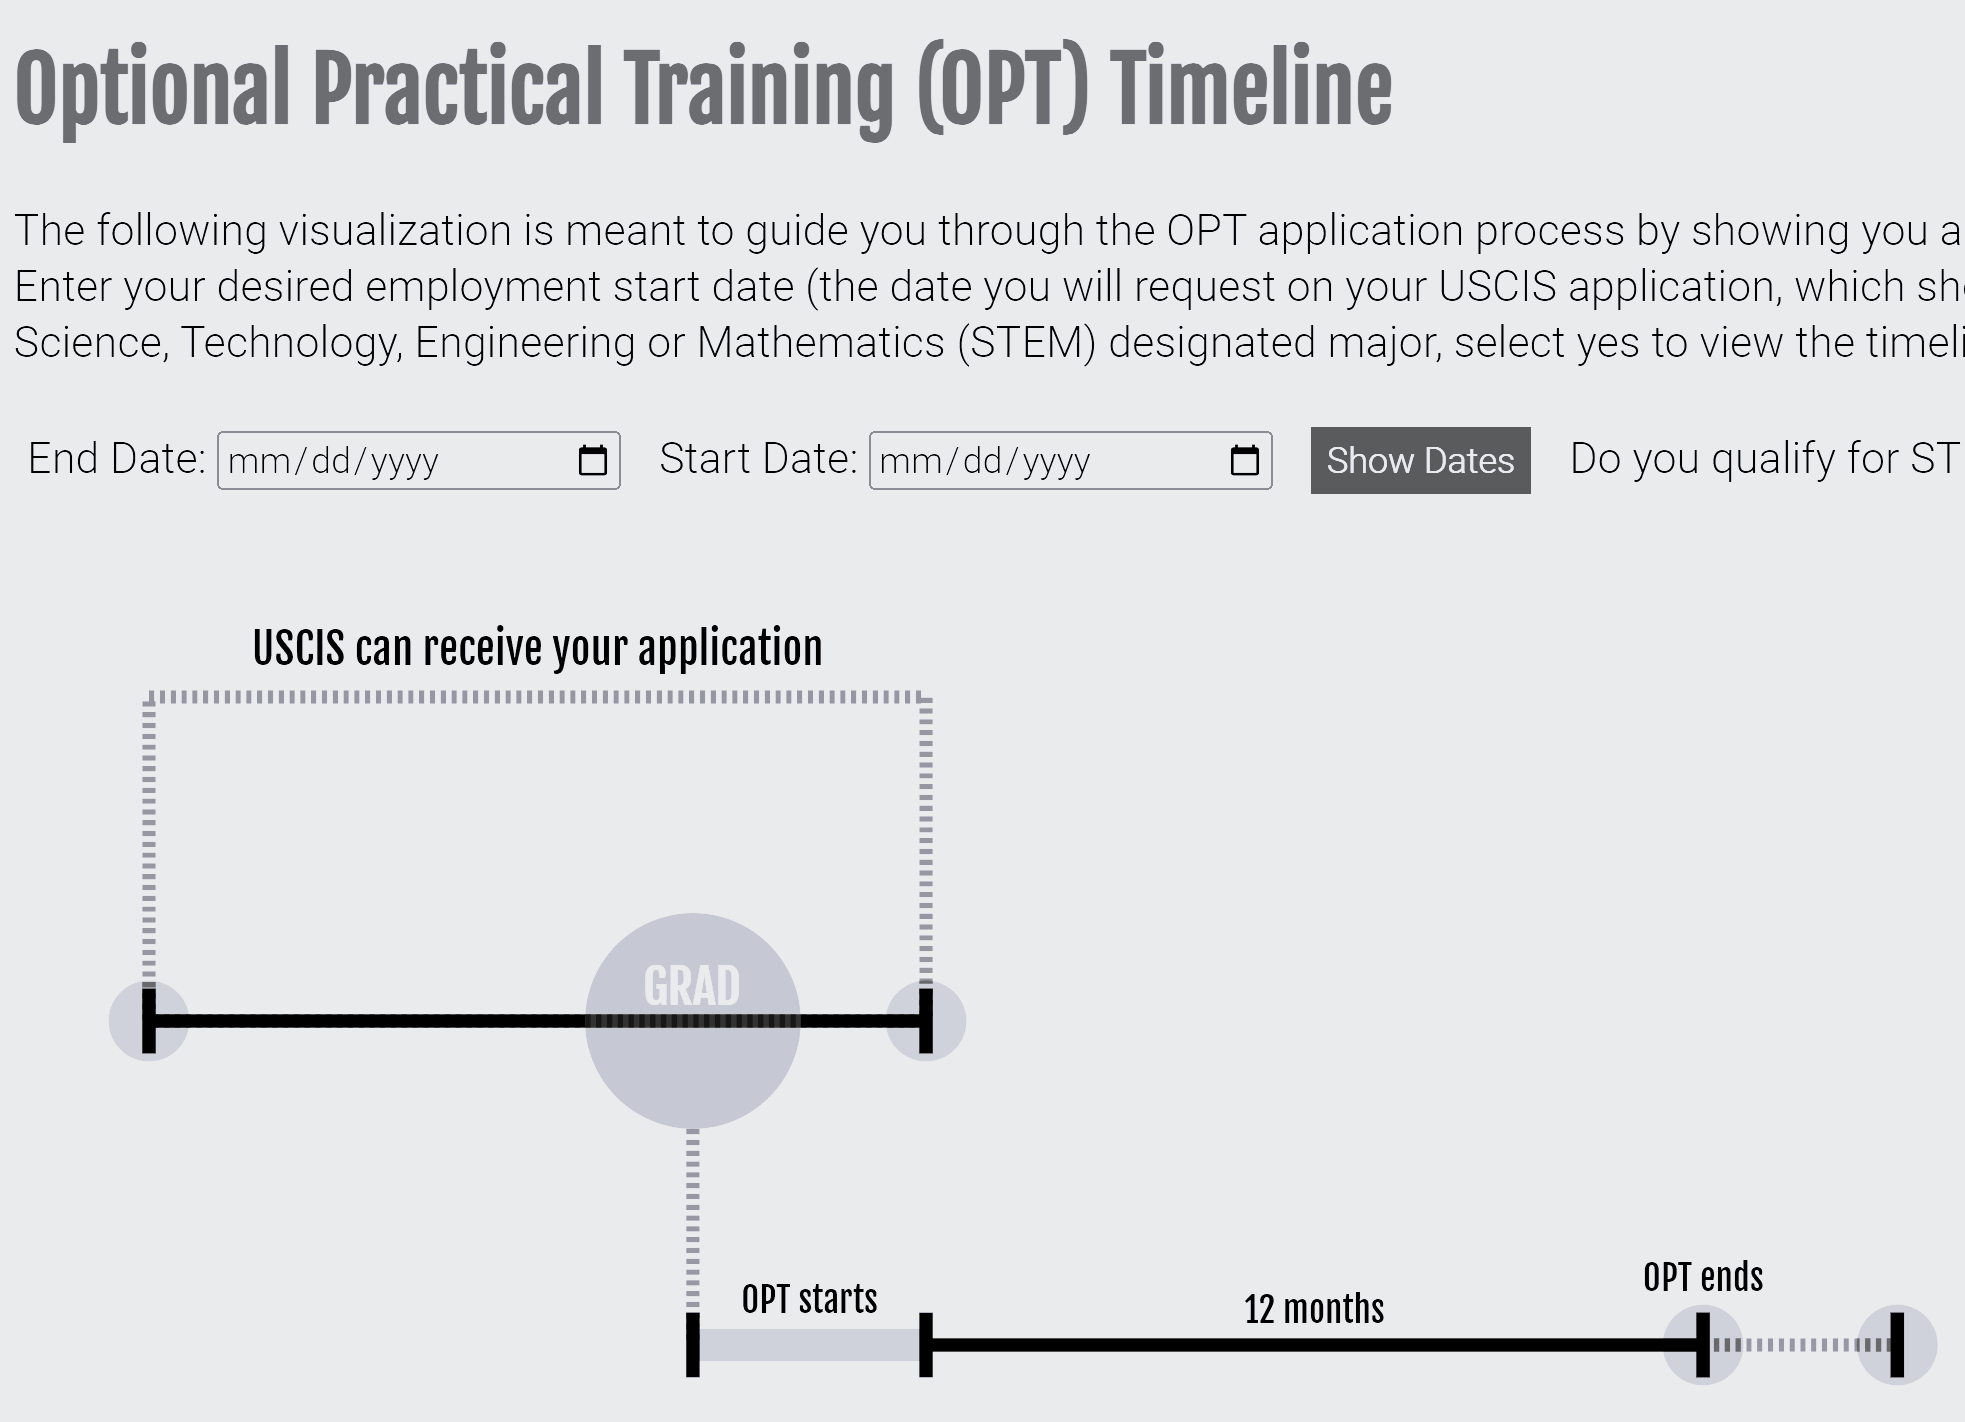 Optional Practical Training (OPT) Timeline
The following visualization is meant to guide you through the OPT application process by showing you a
Enter your desired employment start date (the date you will request on your USCIS application, which
Science, Technology, Engineering or Mathematics (STEM) designated major, select yes to view the
End Date: mm/dd/yyyy Start Date: mm/dd/yyyy Show Dates Do you qualify for ST
USCIS can receive your application
GRAD
OPT starts
12 months
OPT ends